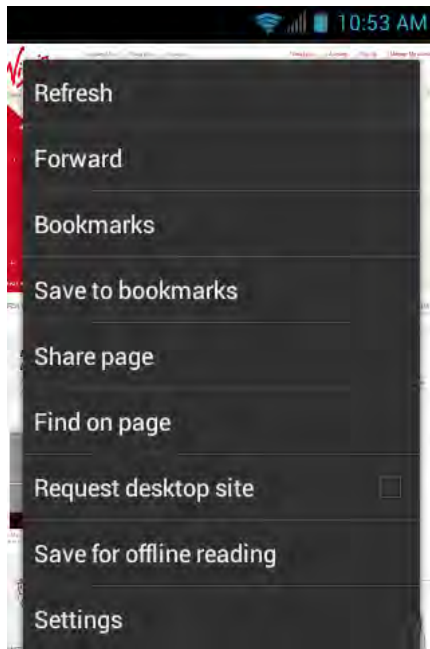 10:53 AM
Refresh
Forward
Bookmarks
Save to bookmarks
Share page
Find on page
Request desktop site
Save for offline reading
Settings